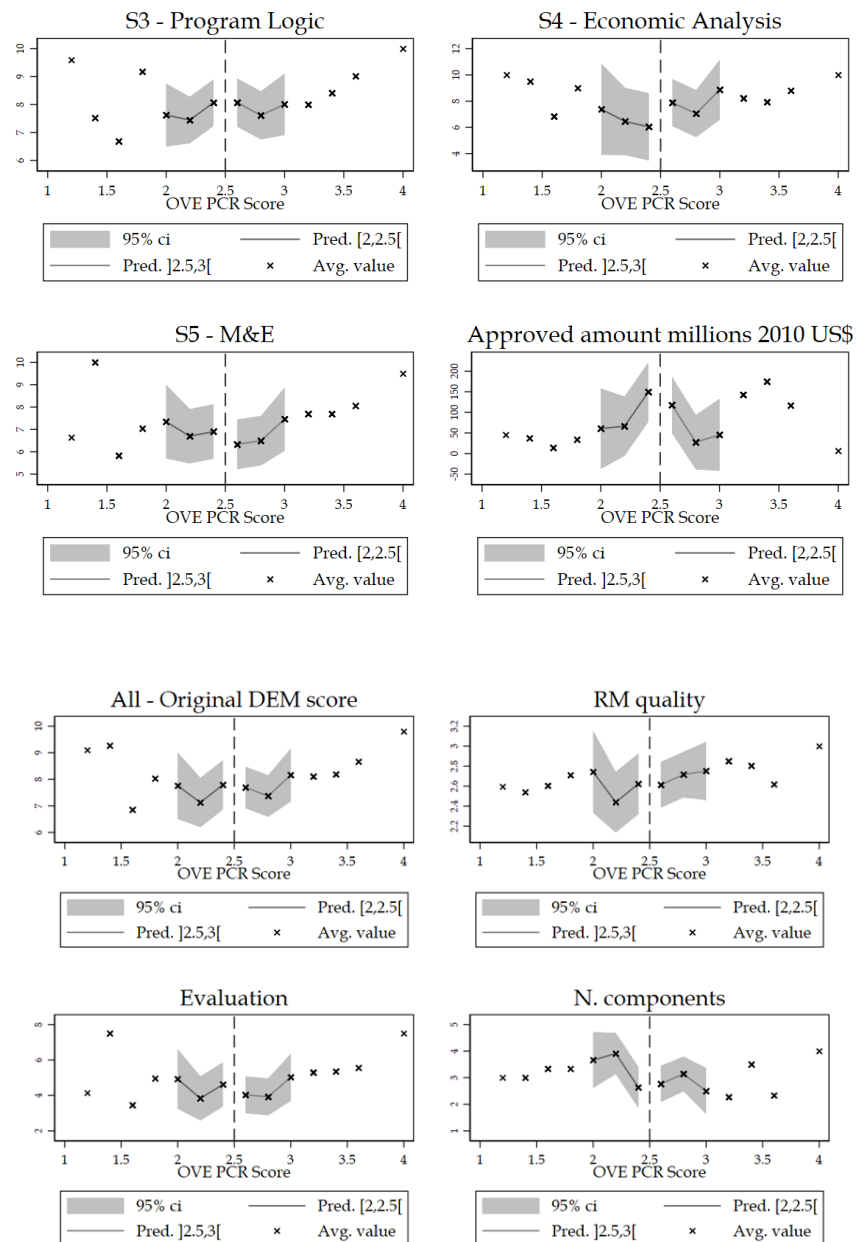 S3 - Program Logic
10
9
8
7
6
1 1.5 2 2.5 3 3.5 4
OVE PCR Score
95% ci Pred. [2,2.5[
Pred. ]2.5,3[ Avg. value
S4 - Economic Analysis
12
10
8
6
4
1 1.5 2 2.5 3 3.5 4
OVE PCR Score
95% ci Pred. [2,2.5[
Pred. ]2.5,3[ Avg. value
S5 - M&E
10
9
8
7
6
5
1 1.5 2 2.5 3 3.5 4
OVE PCR Score
95% ci Pred. [2,2.5[
Pred. ]2.5,3[ Avg. value
Approved amount millions 2010 US$
200
150
100
50
0
-50
1 1.5 2 2.5 3 3.5 4
OVE PCR Score
95% ci Pred. [2,2.5[
Pred. ]2.5,3[ Avg. value
All - Original DEM score
10
9
8
7
6
1 1.5 2 2.5 3 3.5 4
OVE PCR Score
95% ci Pred. [2,2.5[
Pred. ]2.5,3[ Avg. value
RM quality
3.2
3
2.8
2.6
2.4
2.2
1 1.5 2 2.5 3 3.5 4
OVE PCR Score
95% ci Pred. [2,2.5[
Pred. ]2.5,3[ Avg. value
Evaluation
8
6
4
2
1 1.5 2 2.5 3 3.5 4
OVE PCR Score
95% ci Pred. [2,2.5[
Pred. ]2.5,3[ Avg. value
N. components
5
4
3
2
1
1 1.5 2 2.5 3 3.5 4
OVE PCR Score
95% ci Pred. [2,2.5[
Pred. ]2.5,3[ Avg. value